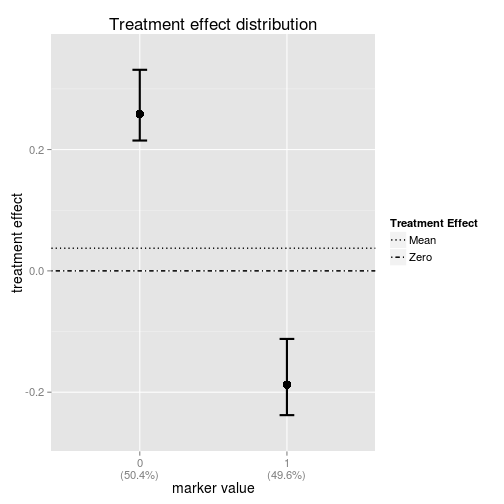 Treatment effect distribution
treatment effect
0.2
0.0
-0.2
0
(50.4%)
1
(49.6%)
marker value
Treatment Effect
Mean
Zero